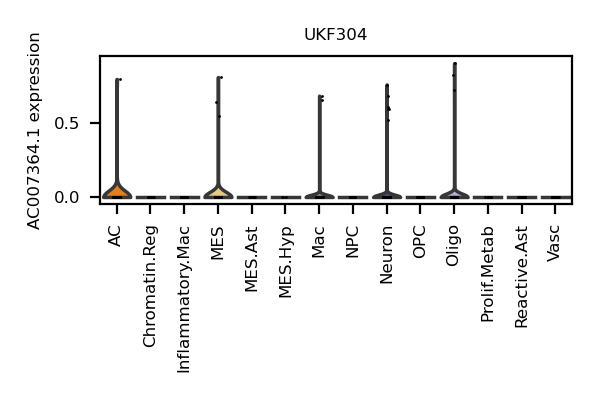 UKF304
AC007364.1 expression
0.5
0.0
AC
Chromatin.Reg
Inflammatory.Mac
MES
MES.Ast
MES.Hyp
Mac
NPC
Neuron
OPC
Oligo
Prolif.Metab
Reactive.Ast
Vasc